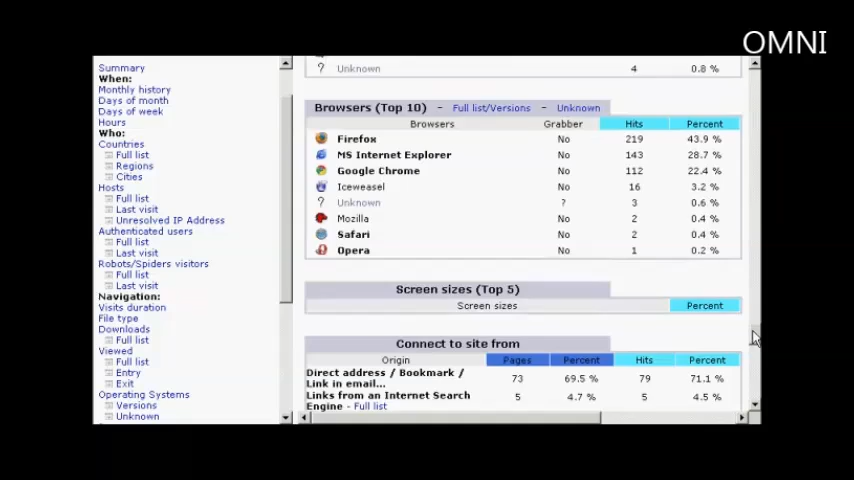 OMNI
Summary
When:
Monthly history
Days of month
Days of week
Hours
Who:
Countries
Full list
Regions
Cities
Hosts
Full list
Last visit
Unresolved IP Address
Authenticated users
Full list
Last visit
Robots/Spiders visitors
Full list
Last visit
Navigation:
Visits duration
File type
Downloads
Full list
Viewed
Full list
Entry
Exit
Operating Systems
Versions
Unknown
? Unknown 4 0.8 %
Browsers (Top 10) - Full list/Versions - Unknown
Browsers Grabber Hits Percent
Firefox No 219 43.9 %
MS Internet Explorer No 143 28.7 %
Google Chrome No 112 22.4 %
Iceweasel No 16 3.2 %
? Unknown ? 3 0.6 %
Mozilla No 2 0.4 %
Safari No 2 0.4 %
Opera No 1 0.2 %
Screen sizes (Top 5)
Screen sizes Percent
Connect to site from
Origin Pages Percent Hits Percent
Direct address / Bookmark /
Link in email... 73 69.5 % 79 71.1 %
Links from an Internet Search
Engine - Full list 5 4.7 % 5 4.5 %